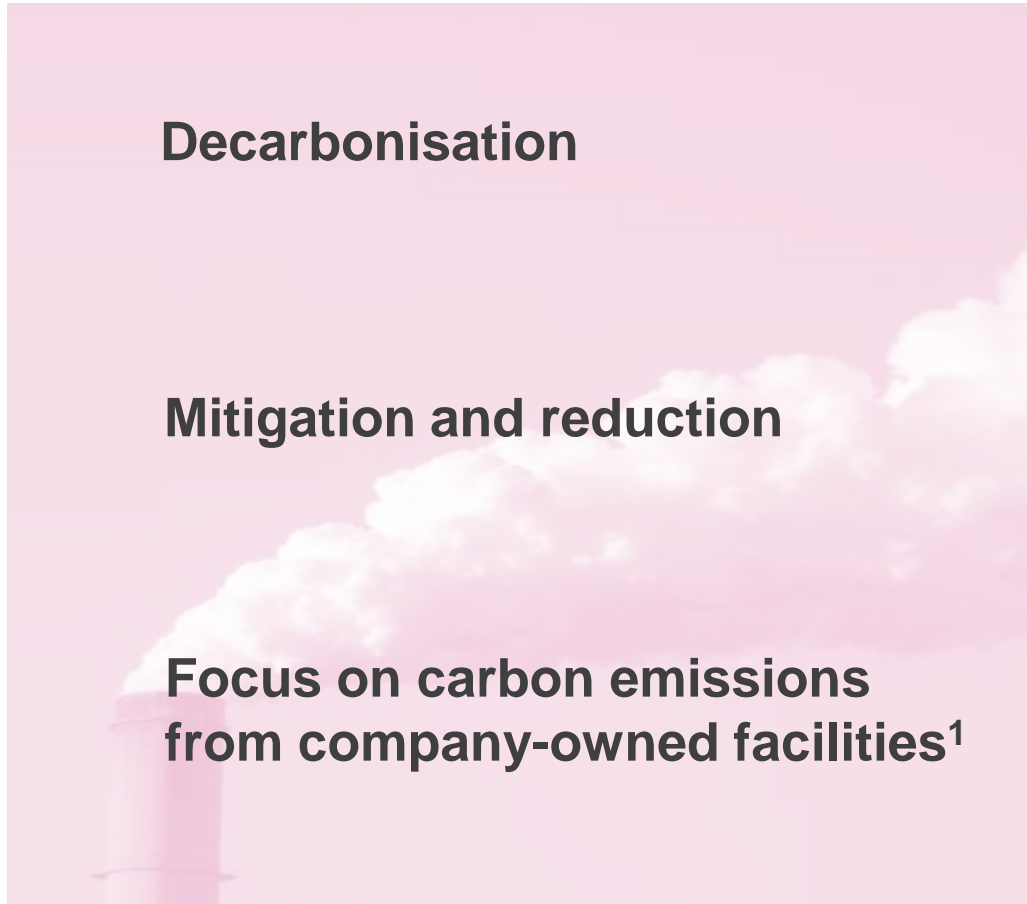 Decarbonisation
Mitigation and reduction
Focus on carbon emissions
from company-owned facilities¹